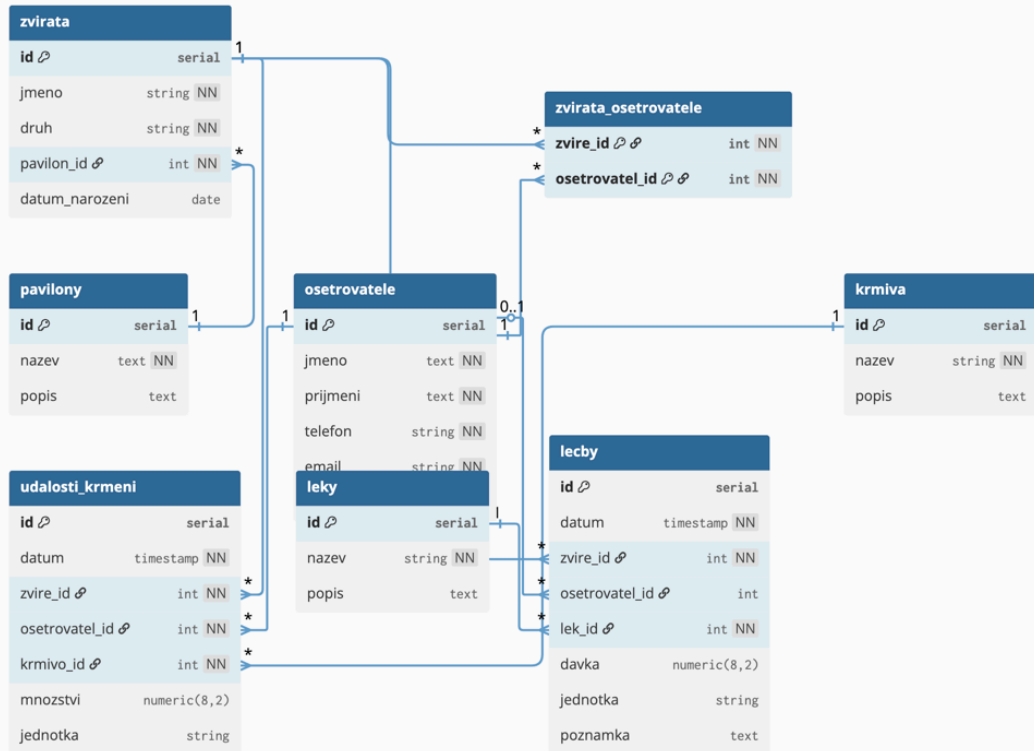 zvirata
id serial
jmeno string NN
druh string NN
pavilon_id int NN
datum_narozeni date
1
*
zvirata_osetrovatele
* zvire_id int NN
* osetrovatel_id int NN
pavilony
id serial
nazev text NN
popis text
1
osetrovatele
1 id serial
jmeno text NN
prijmeni text NN
telefon string NN
email string NN
0..1
1
krmiva
1 id serial
nazev string NN
popis text
udalosti_krmeni
id serial
datum timestamp NN
zvire_id int NN *
osetrovatel_id int NN *
krmivo_id int NN *
mnozstvi numeric(8,2)
jednotka string
leky
id serial
nazev string NN
popis text
lecby
id serial
datum timestamp NN
* zvire_id int NN
* osetrovatel_id int
* lek_id int NN
davka numeric(8,2)
jednotka string
poznamka text